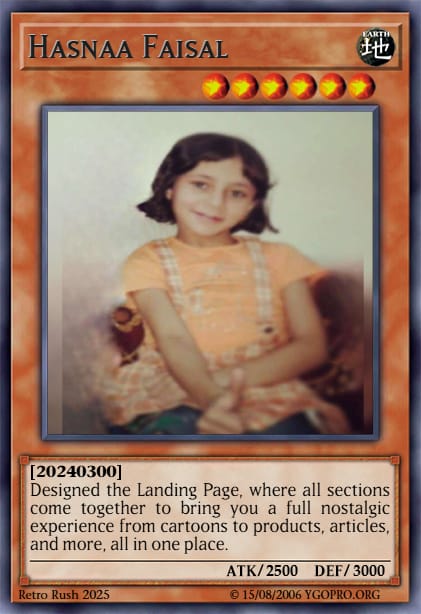 Hasnaa Faisal
EARTH
地
[20240300]
Designed the Landing Page, where all sections
come together to bring you a full nostalgic
experience from cartoons to products, articles,
and more, all in one place.
ATK/2500 DEF/3000
Retro Rush 2025 ©15/08/2006 YGOPRO.ORG